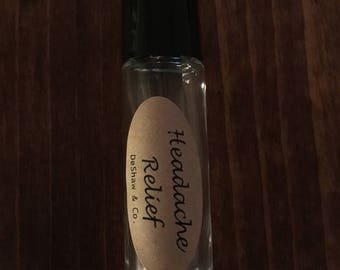 Headache
Relief
DeShaw & Co.